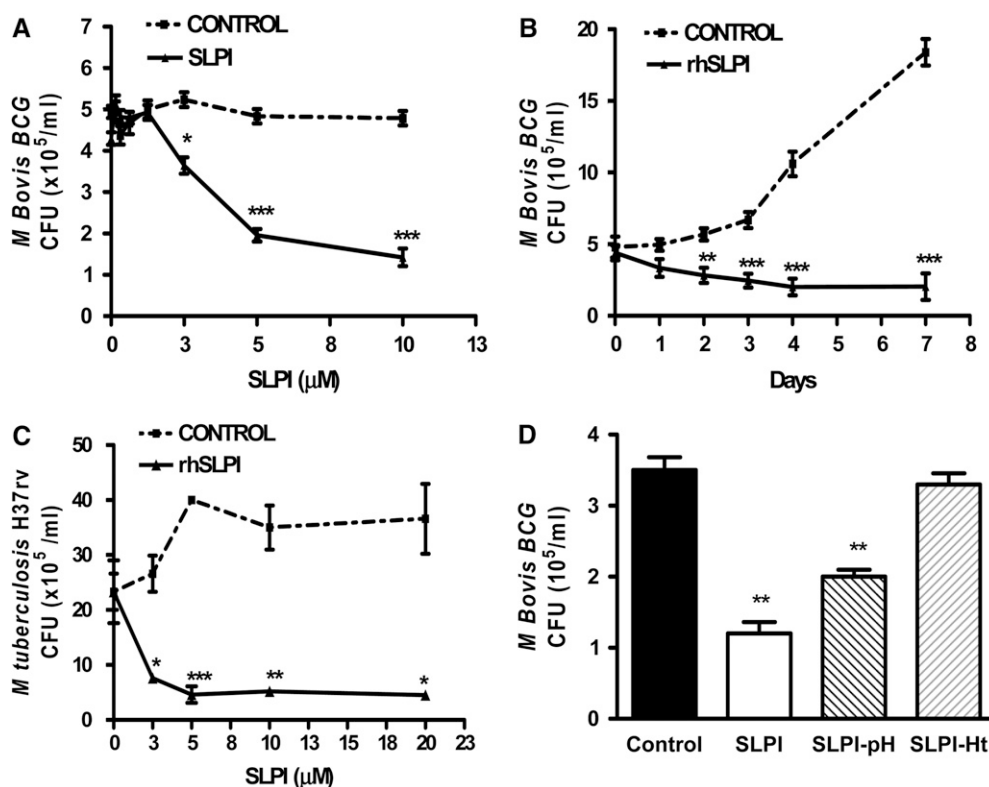 A
CONTROL
SLPI
M Bovis BCG
CFU (x10⁵/ml)
7
6
5
4
3
2
1
0
*
***
***
0 3 5 8 10 13
SLPI (μM)
B
CONTROL
rhSLPI
M Bovis BCG
CFU (10⁵/ml)
20
15
10
5
0
**
***
***
***
0 1 2 3 4 5 6 7 8
Days
C
CONTROL
rhSLPI
M tuberculosis H37rv
CFU (x10⁵/ml)
50
40
30
20
10
0
*
***
**
*
0 3 5 8 10 13 15 18 20 23
SLPI (μM)
D
M Bovis BCG
CFU (10⁵/ml)
4
3
2
1
0
**
**
Control SLPI SLPI-pH SLPI-Ht